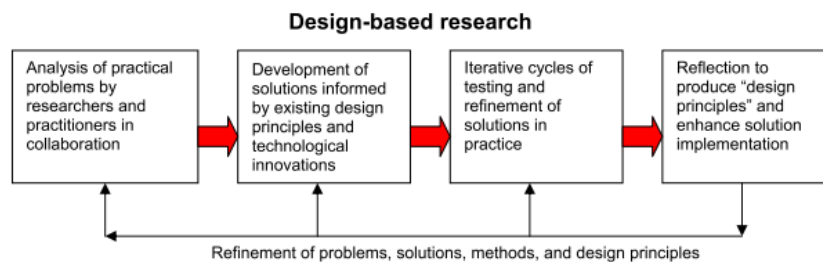 Design-based research
Analysis of practical
problems by
researchers and
practitioners in
collaboration
Development of
solutions informed
by existing design
principles and
technological
innovations
Iterative cycles of
testing and
refinement of
solutions in
practice
Reflection to
produce “design
principles” and
enhance solution
implementation
Refinement of problems, solutions, methods, and design principles